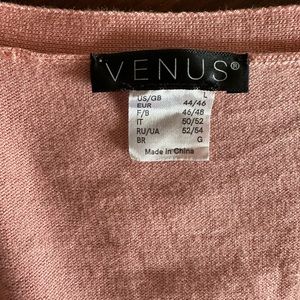 VENUS®
US/GB L
EUR 44/46
F/B 46/48
IT 50/52
RU/UA 52/54
BR G
Made in China